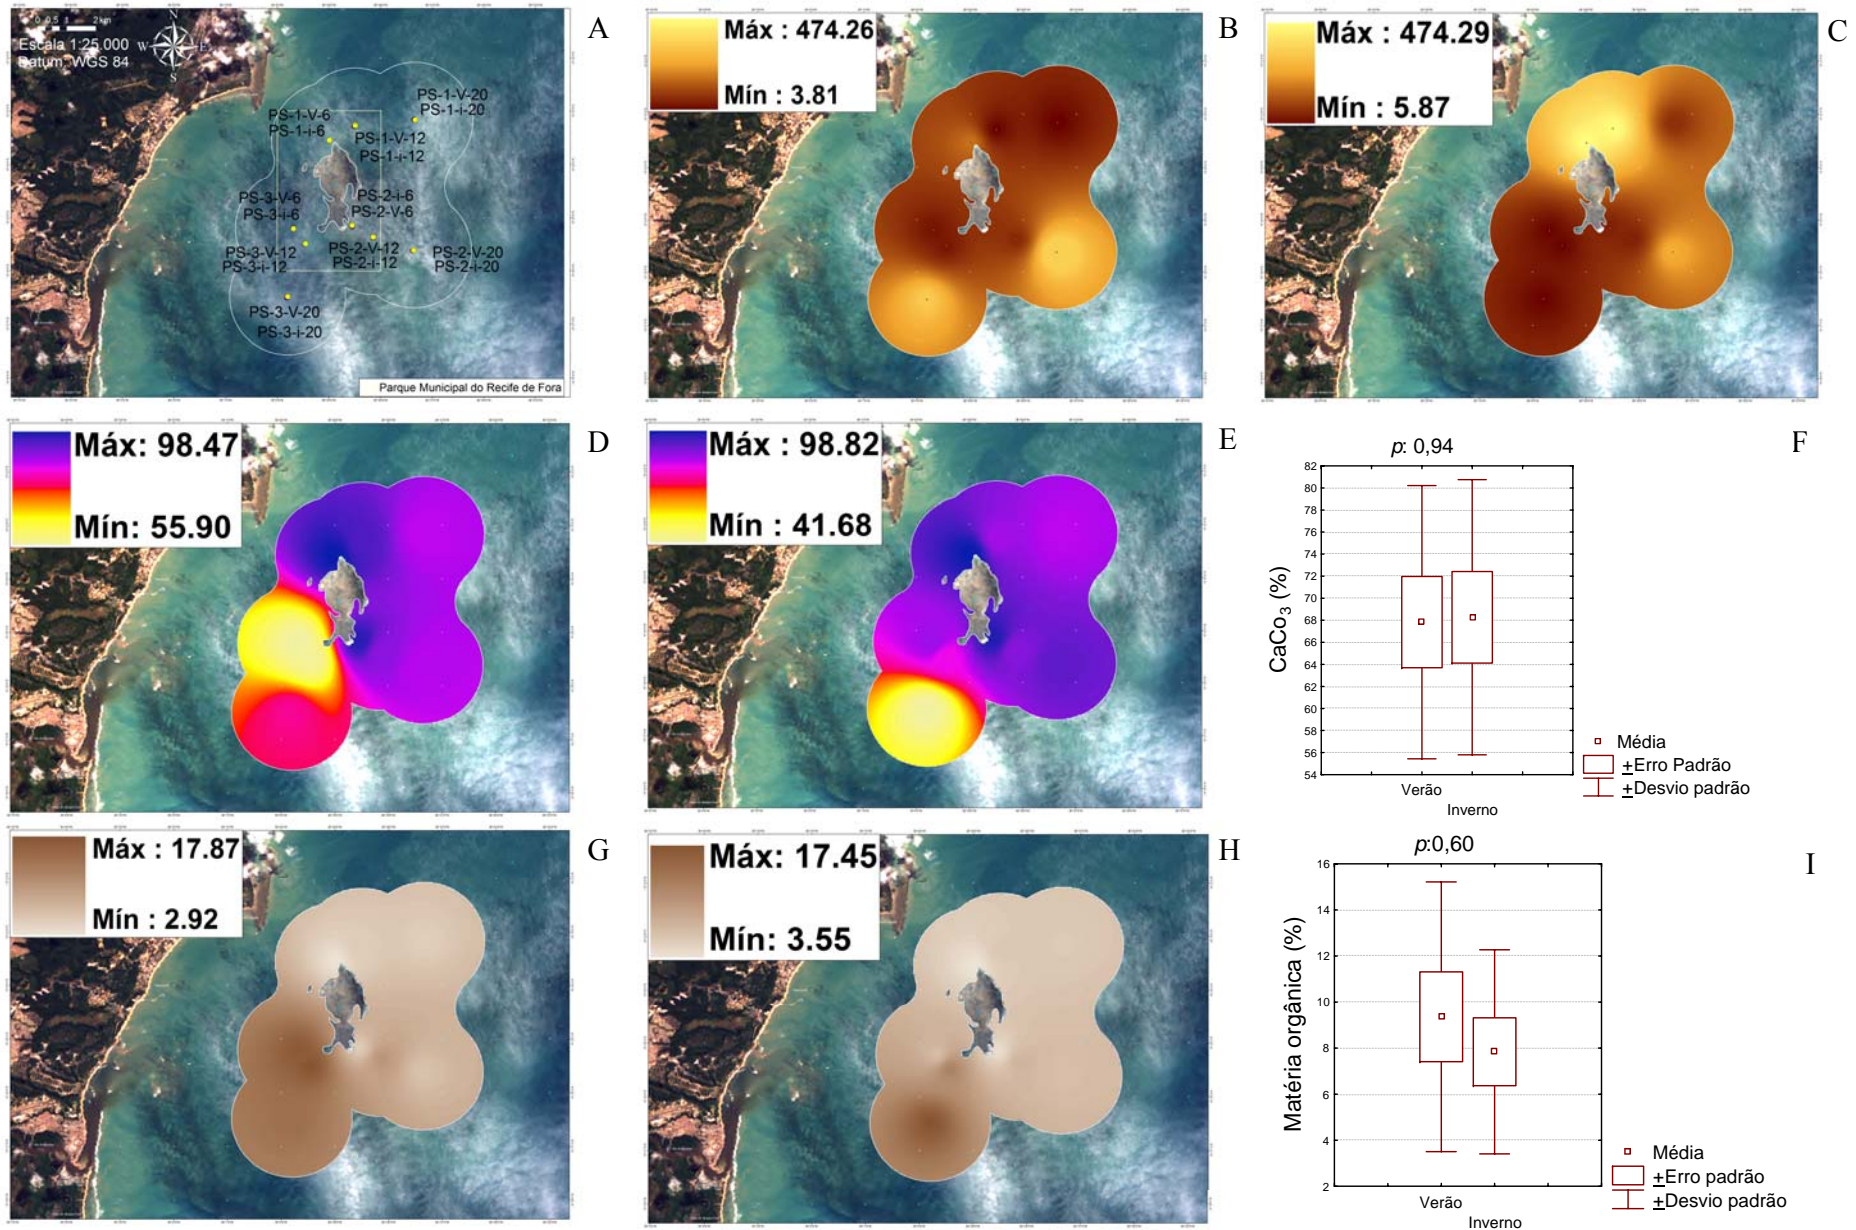 0 0.5 1 2 km
Escala 1:25.000
Datum: WGS 84
N
W
E
S
PS-1-V-20
PS-1-i-20
PS-1-V-6
PS-1-i-6
PS-1-V-12
PS-1-i-12
PS-3-V-6
PS-3-i-6
PS-2-i-6
PS-2-V-6
PS-3-V-12
PS-3-i-12
PS-2-V-12
PS-2-i-12
PS-2-V-20
PS-2-i-20
PS-3-V-20
PS-3-i-20
Parque Municipal do Recife de Fora
A
Máx : 474.26
Mín : 3.81
B
Máx : 474.29
Mín : 5.87
C
Máx: 98.47
Mín: 55.90
D
Máx : 98.82
Mín : 41.68
E
p: 0,94
F
CaCo3 (%)
82
80
78
76
74
72
70
68
66
64
62
60
58
56
54
Verão
Inverno
Média
±Erro Padrão
±Desvio padrão
Máx : 17.87
Mín : 2.92
G
Máx: 17.45
Mín: 3.55
H
p:0,60
I
Matéria orgânica (%)
16
14
12
10
8
6
4
2
Verão
Inverno
Média
±Erro padrão
±Desvio padrão